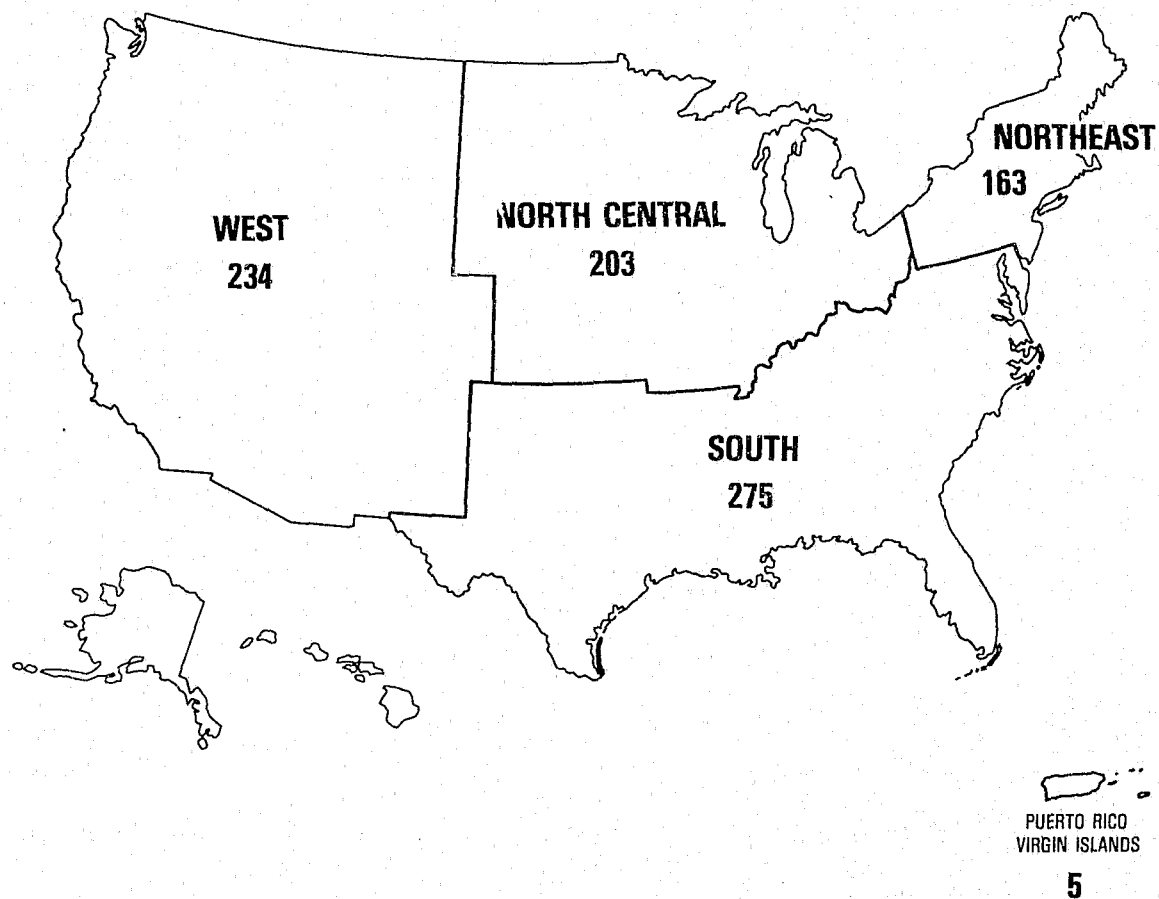 NORTHEAST
163
WEST
234
NORTH CENTRAL
203
SOUTH
275
PUERTO RICO
VIRGIN ISLANDS
5